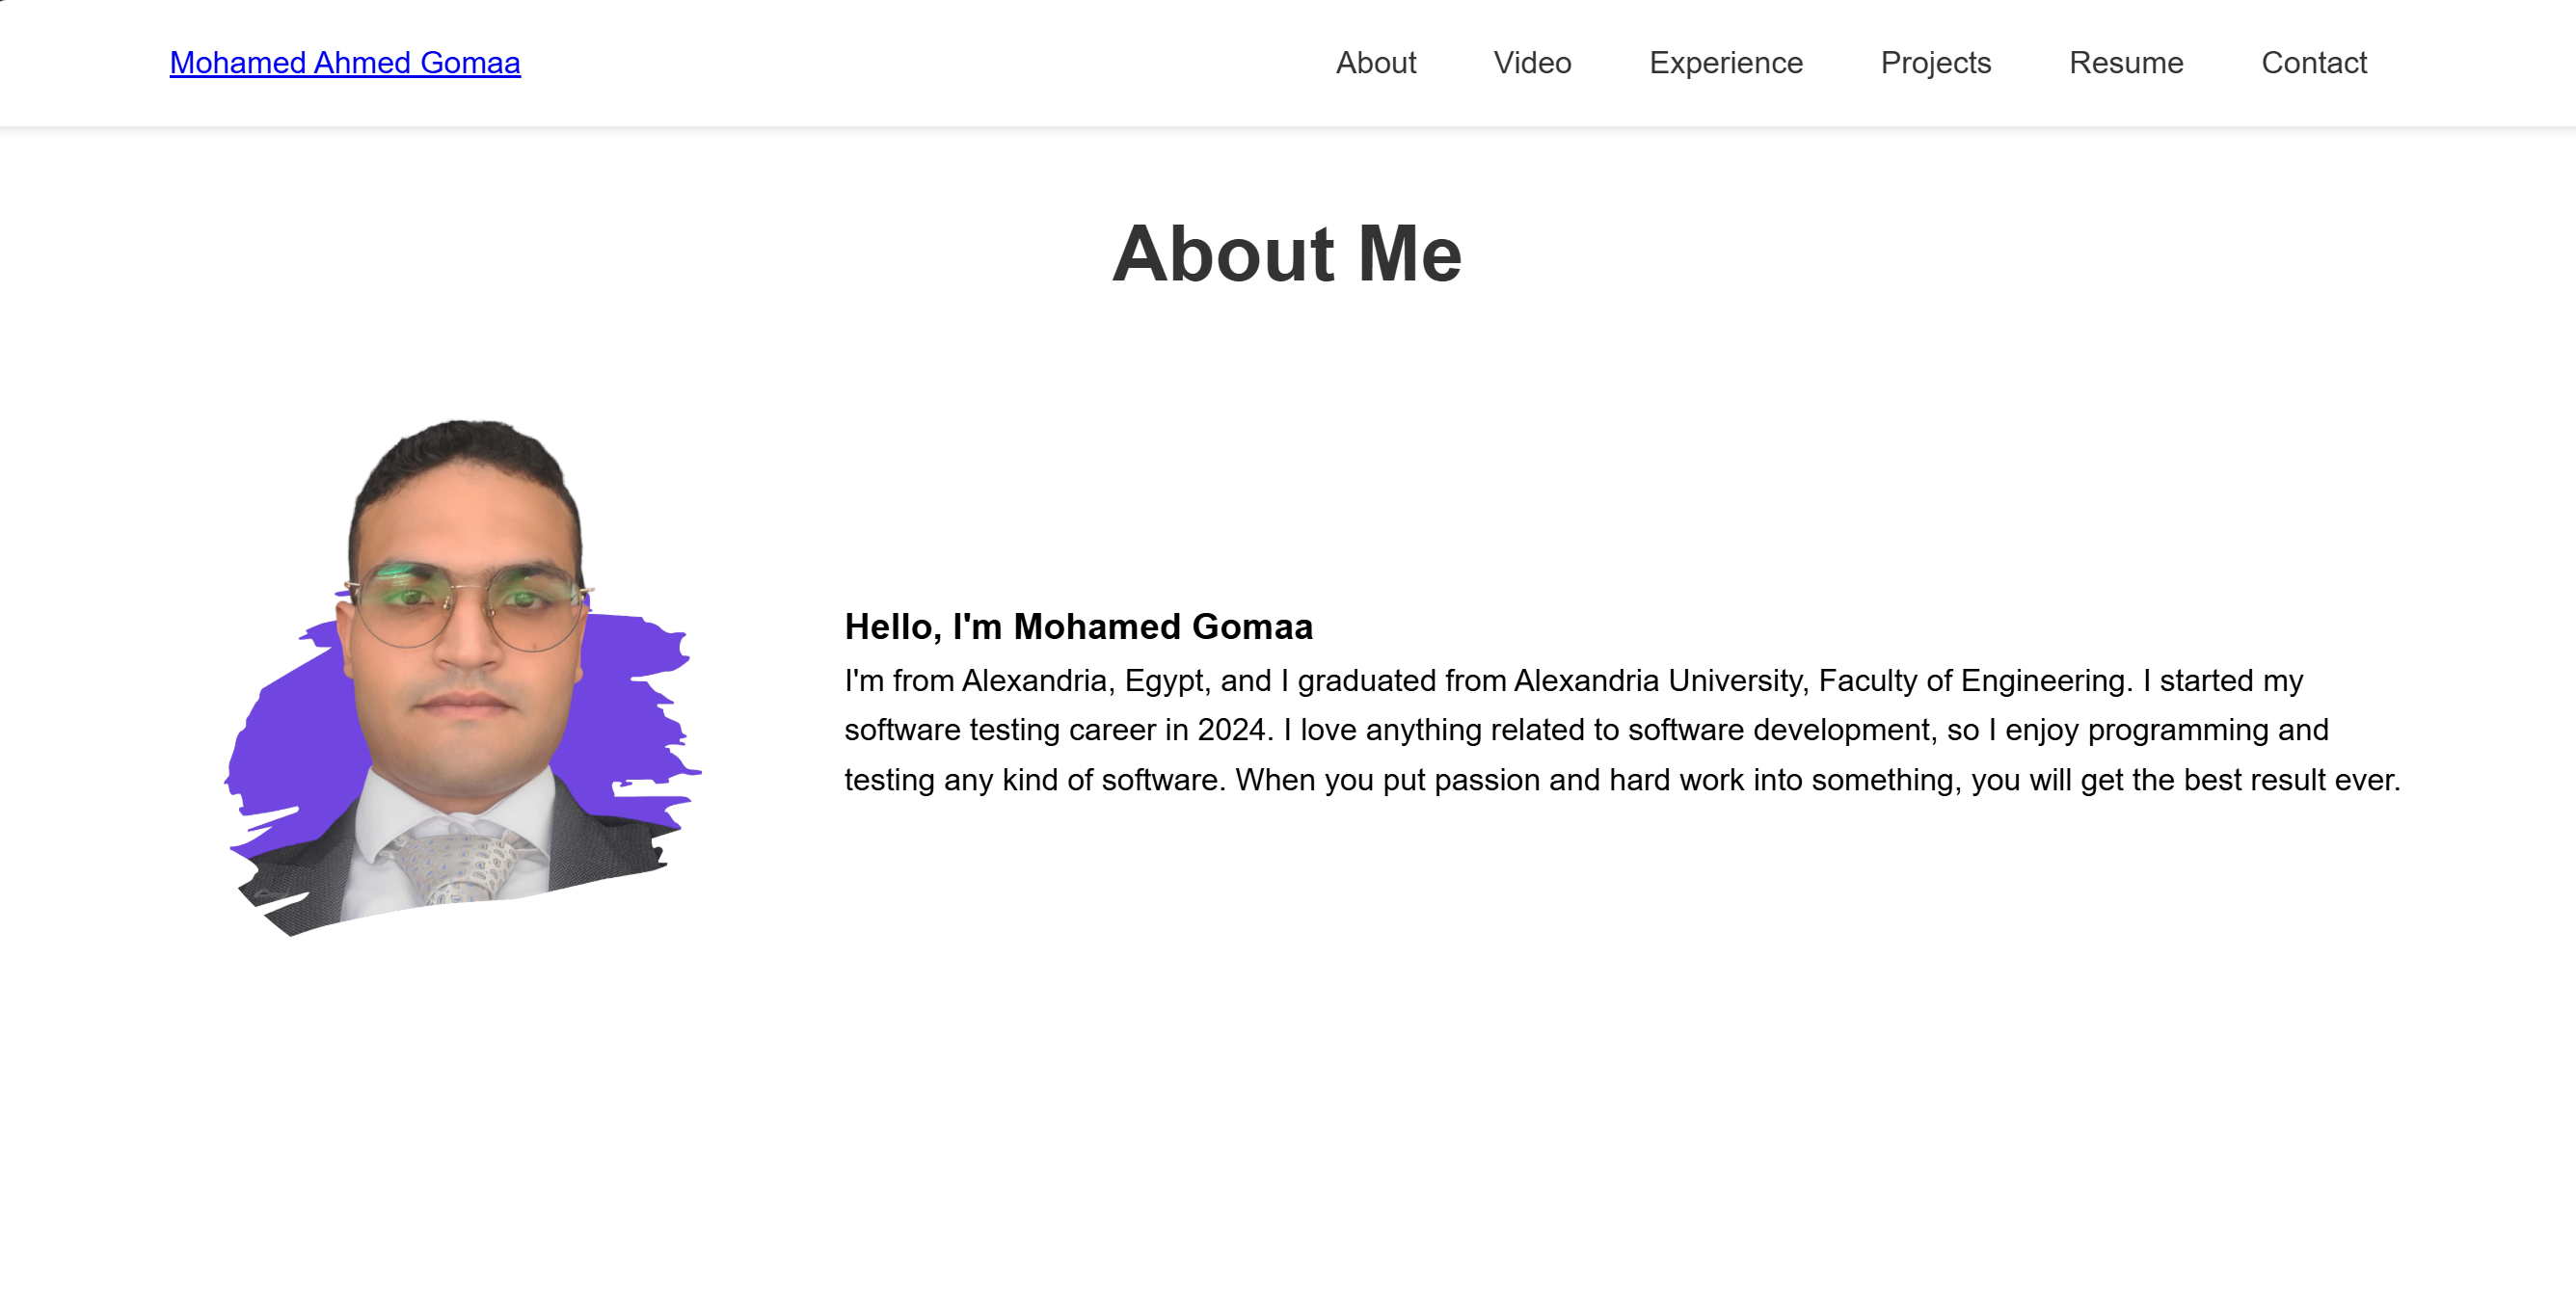 Mohamed Ahmed Gomaa
About Video Experience Projects Resume Contact
About Me
Hello, I'm Mohamed Gomaa
I'm from Alexandria, Egypt, and I graduated from Alexandria University, Faculty of Engineering. I started my
software testing career in 2024. I love anything related to software development, so I enjoy programming and
testing any kind of software. When you put passion and hard work into something, you will get the best result ever.